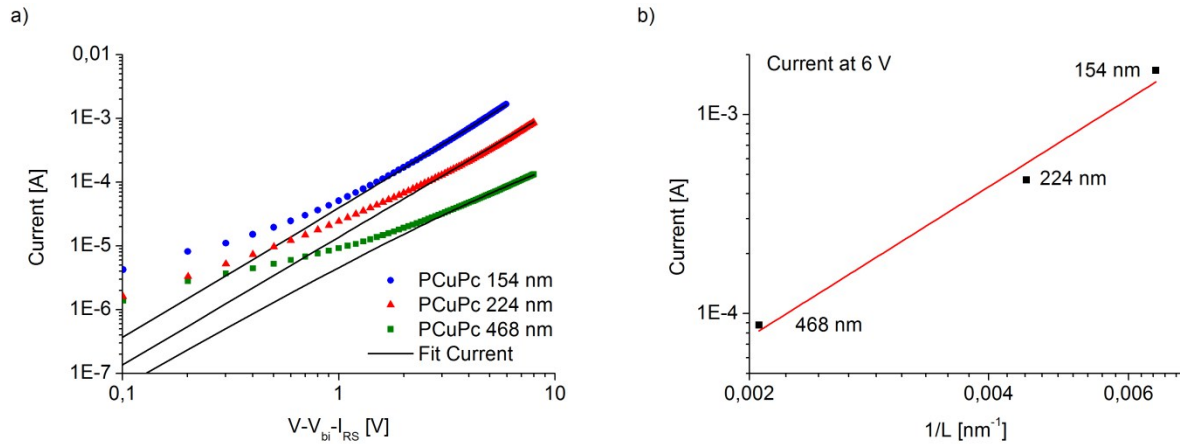 a)
0,01
1E-3
1E-4
1E-5
1E-6
1E-7
Current [A]
PCuPc 154 nm
PCuPc 224 nm
PCuPc 468 nm
Fit Current
0,1
1
10
V-V_bi-I_RS [V]
b)
Current at 6 V
154 nm
224 nm
468 nm
1E-3
1E-4
Current [A]
0,002
0,004
0,006
1/L [nm⁻¹]